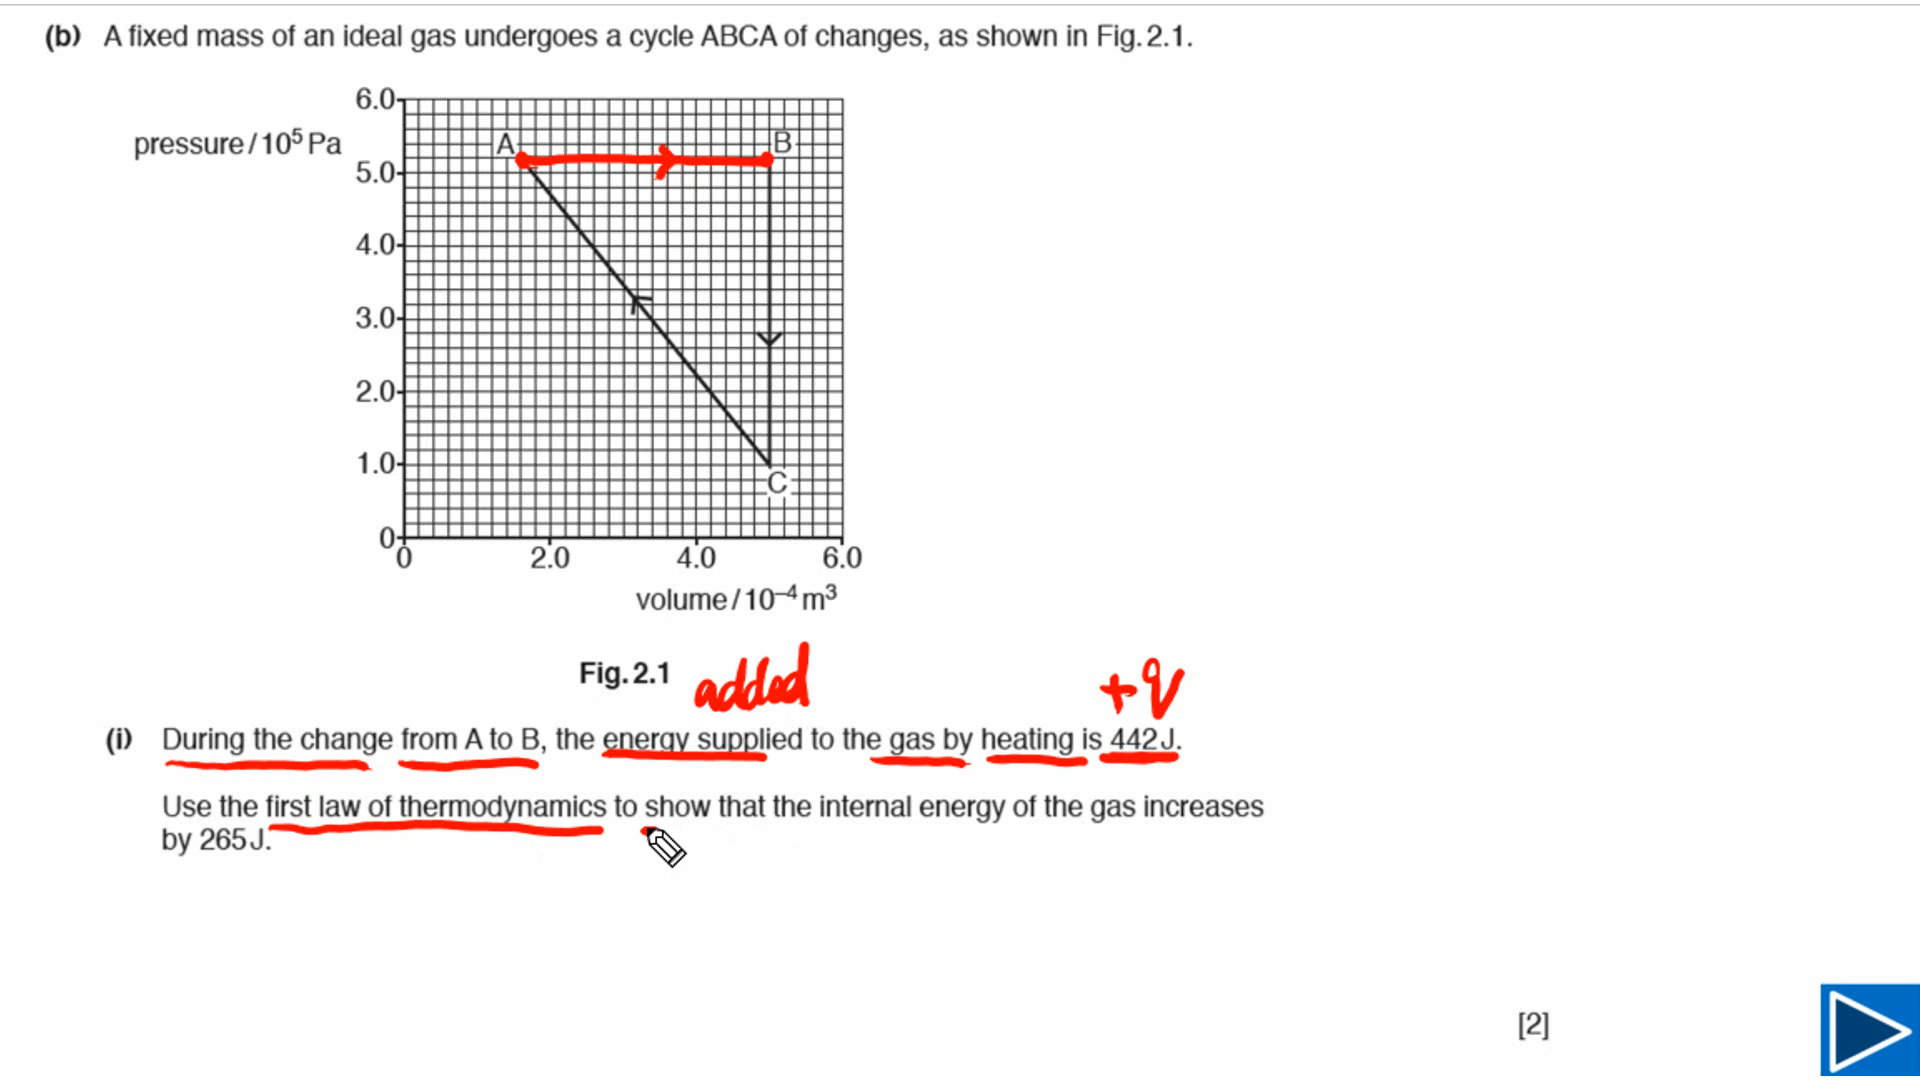 (b) A fixed mass of an ideal gas undergoes a cycle ABCA of changes, as shown in Fig. 2.1.
6.0
pressure / 10⁵ Pa
A
B
5.0
4.0
3.0
2.0
1.0
C
0
0 2.0 4.0 6.0
volume / 10⁻⁴ m³
Fig. 2.1 added +q
(i) During the change from A to B, the energy supplied to the gas by heating is 442 J.
Use the first law of thermodynamics to show that the internal energy of the gas increases
by 265 J.
[2]